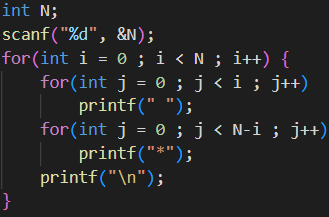 int N;
scanf("%d", &N);
for(int i = 0 ; i < N ; i++) {
    for(int j = 0 ; j < i ; j++)
        printf(" ");
    for(int j = 0 ; j < N-i ; j++)
        printf("*");
    printf("\n");
}